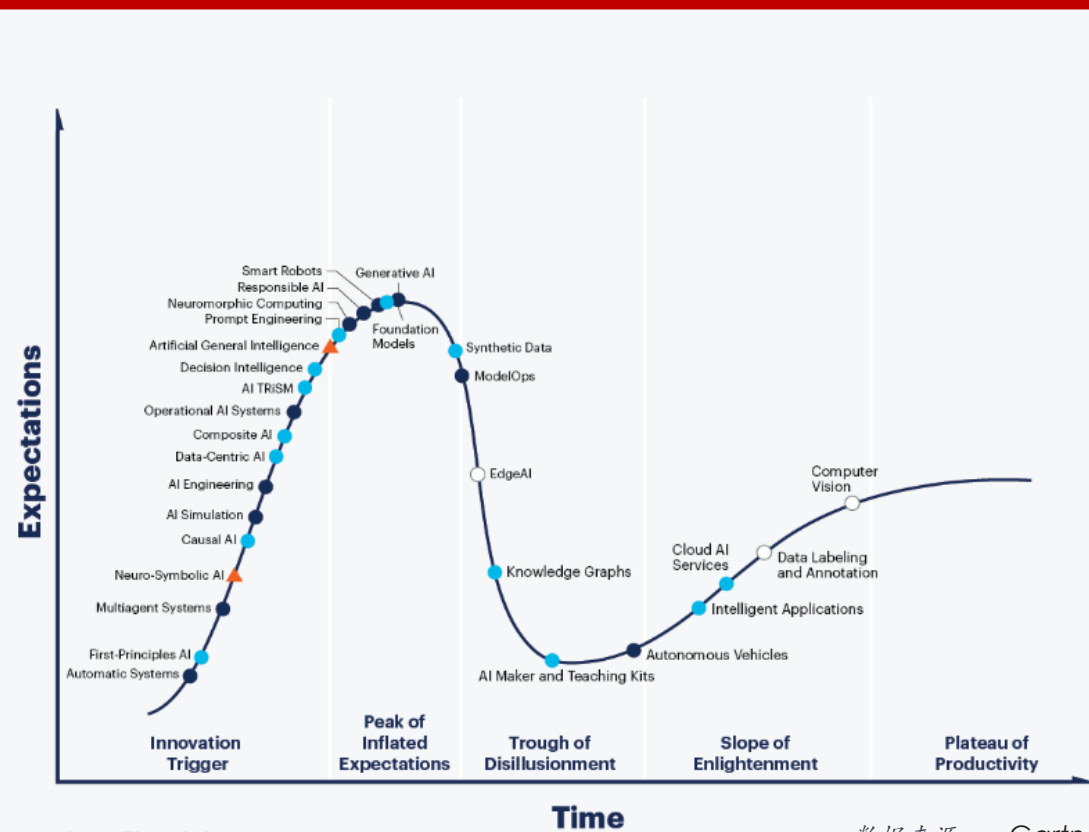 Expectations
Smart Robots
Generative AI
Responsible AI
Neuromorphic Computing
Prompt Engineering
Foundation
Models
Artificial General Intelligence
Decision Intelligence
AI TRiSM
Operational AI Systems
Composite AI
Data-Centric AI
AI Engineering
AI Simulation
Causal AI
Neuro-Symbolic AI
Multiagent Systems
First-Principles AI
Automatic Systems
Synthetic Data
ModelOps
EdgeAI
Knowledge Graphs
AI Maker and Teaching Kits
Autonomous Vehicles
Intelligent Applications
Cloud AI
Services
Data Labeling
and Annotation
Computer
Vision
Innovation
Trigger
Peak of
Inflated
Expectations
Trough of
Disillusionment
Slope of
Enlightenment
Plateau of
Productivity
Time